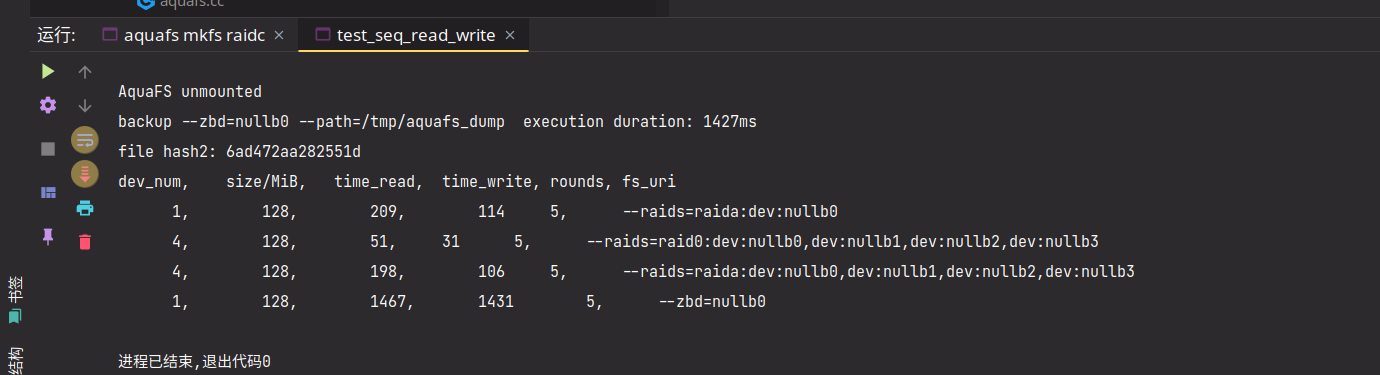 aquafs.cc
运行: aquafs mkfs raidc × test_seq_read_write ×
AquaFS unmounted
backup --zbd=nullb0 --path=/tmp/aquafs_dump  execution duration: 1427ms
file hash2: 6ad472aa282551d
dev_num,    size/MiB,   time_read,  time_write, rounds, fs_uri
      1,        128,        209,        114     5,      --raids=raida:dev:nullb0
      4,        128,        51,     31      5,      --raids=raid0:dev:nullb0,dev:nullb1,dev:nullb2,dev:nullb3
      4,        128,        198,        106     5,      --raids=raida:dev:nullb0,dev:nullb1,dev:nullb2,dev:nullb3
      1,        128,        1467,       1431        5,      --zbd=nullb0
进程已结束,退出代码0
书签
结构